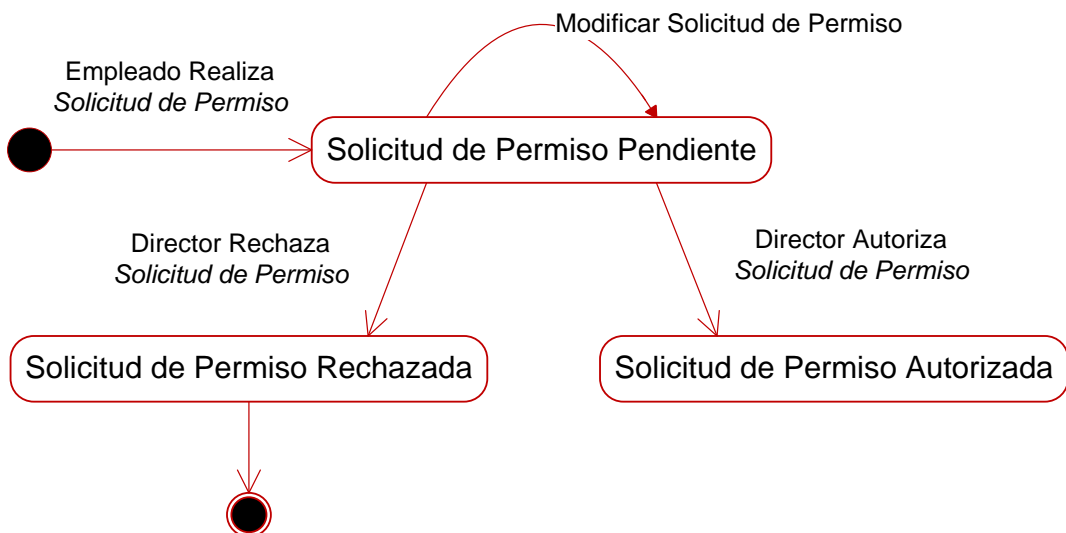 Modificar Solicitud de Permiso
Empleado Realiza
Solicitud de Permiso
Solicitud de Permiso Pendiente
Director Rechaza
Solicitud de Permiso
Director Autoriza
Solicitud de Permiso
Solicitud de Permiso Rechazada
Solicitud de Permiso Autorizada